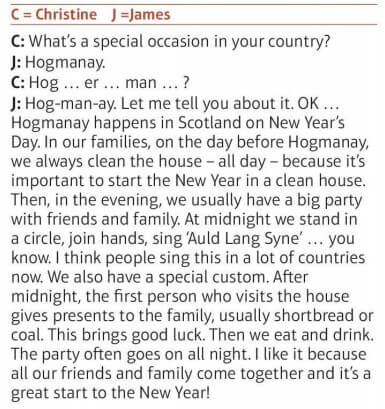 C = Christine J =James
C: What's a special occasion in your country?
J: Hogmanay.
C: Hog … er … man … ?
J: Hog-man-ay. Let me tell you about it. OK …
Hogmanay happens in Scotland on New Year's
Day. In our families, on the day before Hogmanay,
we always clean the house – all day – because it's
important to start the New Year in a clean house.
Then, in the evening, we usually have a big party
with friends and family. At midnight we stand in
a circle, join hands, sing 'Auld Lang Syne' … you
know. I think people sing this in a lot of countries
now. We also have a special custom. After
midnight, the first person who visits the house
gives presents to the family, usually shortbread or
coal. This brings good luck. Then we eat and drink.
The party often goes on all night. I like it because
all our friends and family come together and it's a
great start to the New Year!